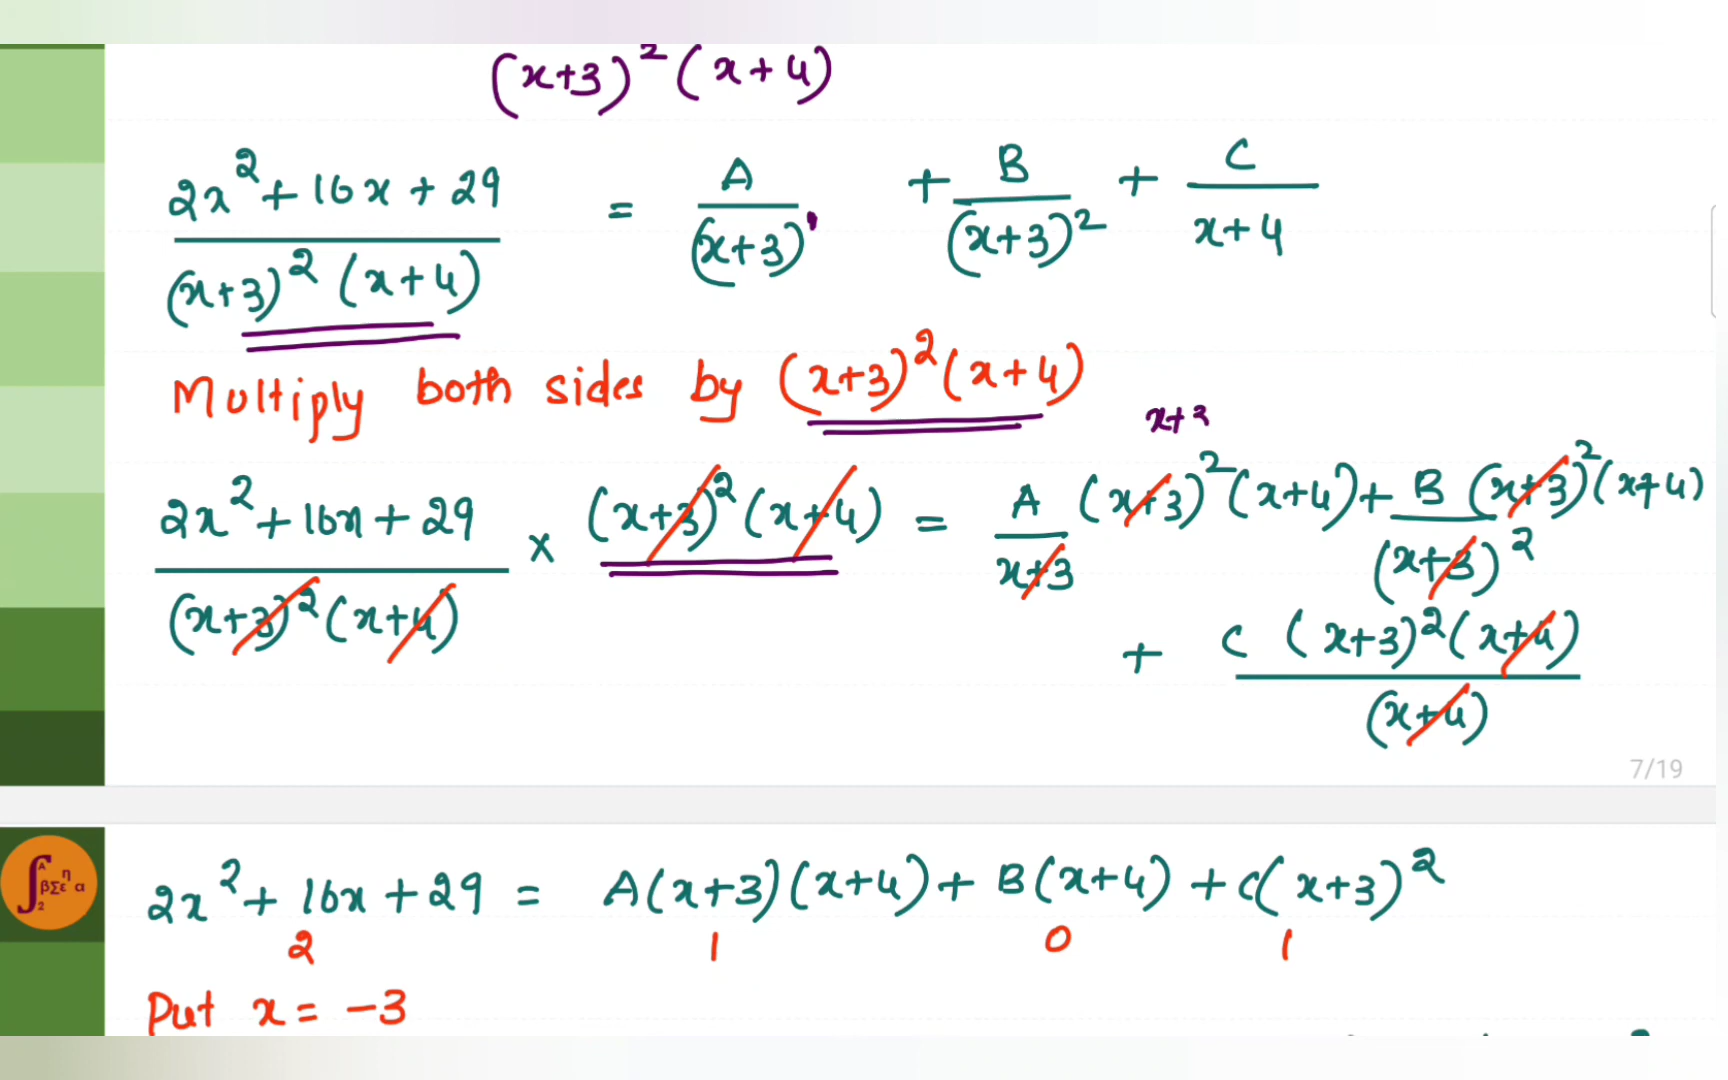 (x+3)² (x+4)
2x² + 16x + 29 / (x+3)² (x+4) = A / (x+3)' + B / (x+3)² + C / x+4
Multiply both sides by (x+3)² (x+4)
x+3
2x² + 16x + 29 / (x+3)² (x+4) × (x+3)² (x+4) = A / x+3 (x+3)² (x+4) + B (x+3)² (x+4) / (x+3)²
+ C (x+3)² (x+4) / (x+4)
7/19
2x² + 16x + 29 = A(x+3)(x+4) + B(x+4) + C(x+3)²
2 1 0 1
Put x = -3